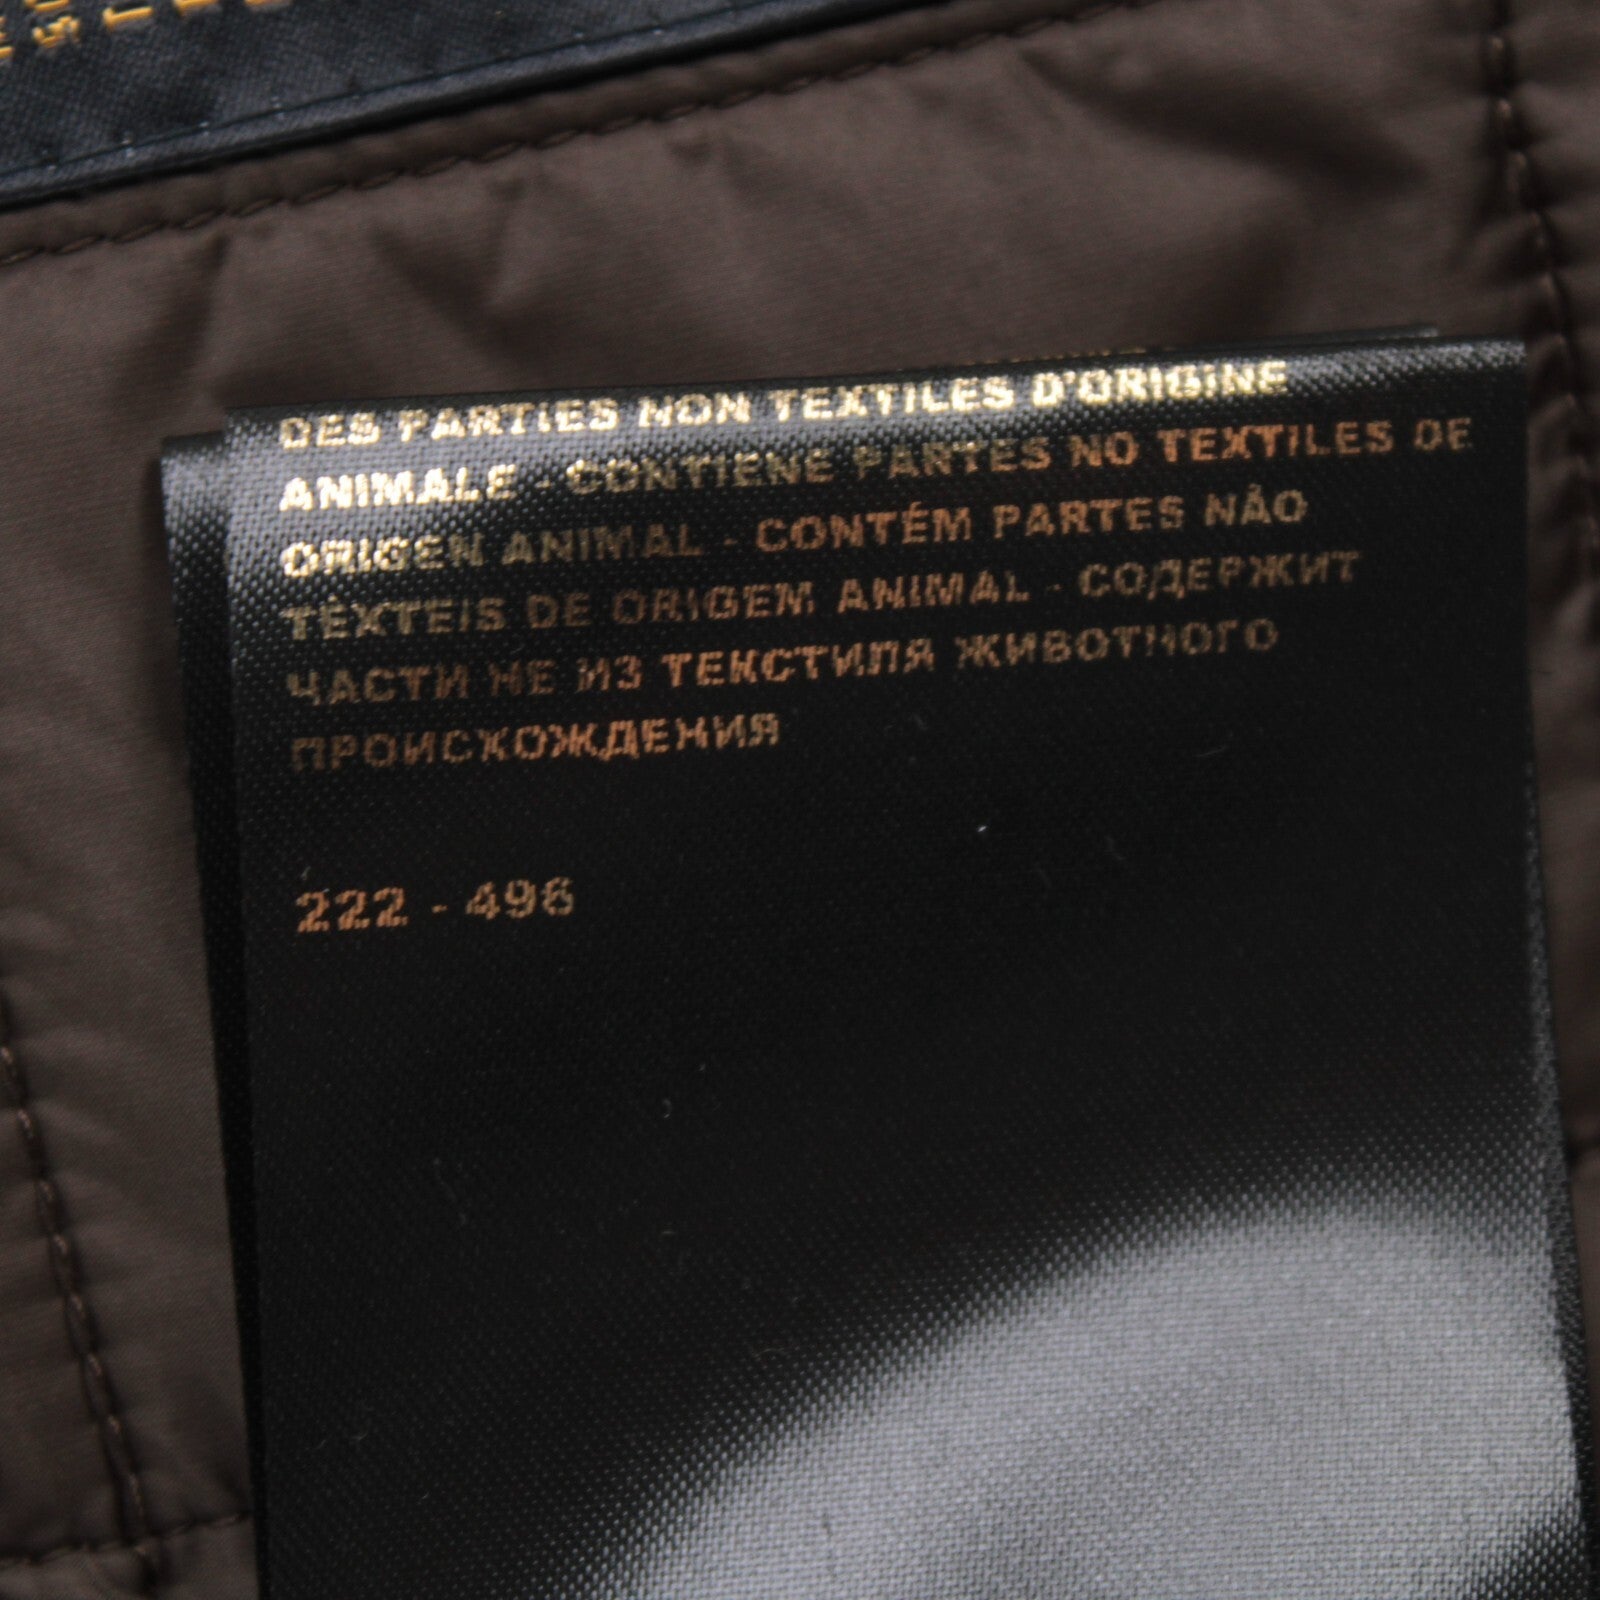 DES PARTIES NON TEXTILES D'ORIGINE
ANIMALE - CONTIENE PARTES NO TEXTILES DE
ORIGEN ANIMAL - CONTÉM PARTES NÃO
TÊXTEIS DE ORIGEM ANIMAL - СОДЕРЖИТ
ЧАСТИ НЕ ИЗ ТЕКСТИЛЯ ЖИВОТНОГО
ПРОИСХОЖДЕНИЯ
222 - 496